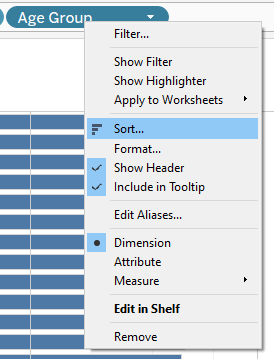 Age Group
Filter...
Show Filter
Show Highlighter
Apply to Worksheets
Sort...
Format...
Show Header
Include in Tooltip
Edit Aliases...
Dimension
Attribute
Measure
Edit in Shelf
Remove